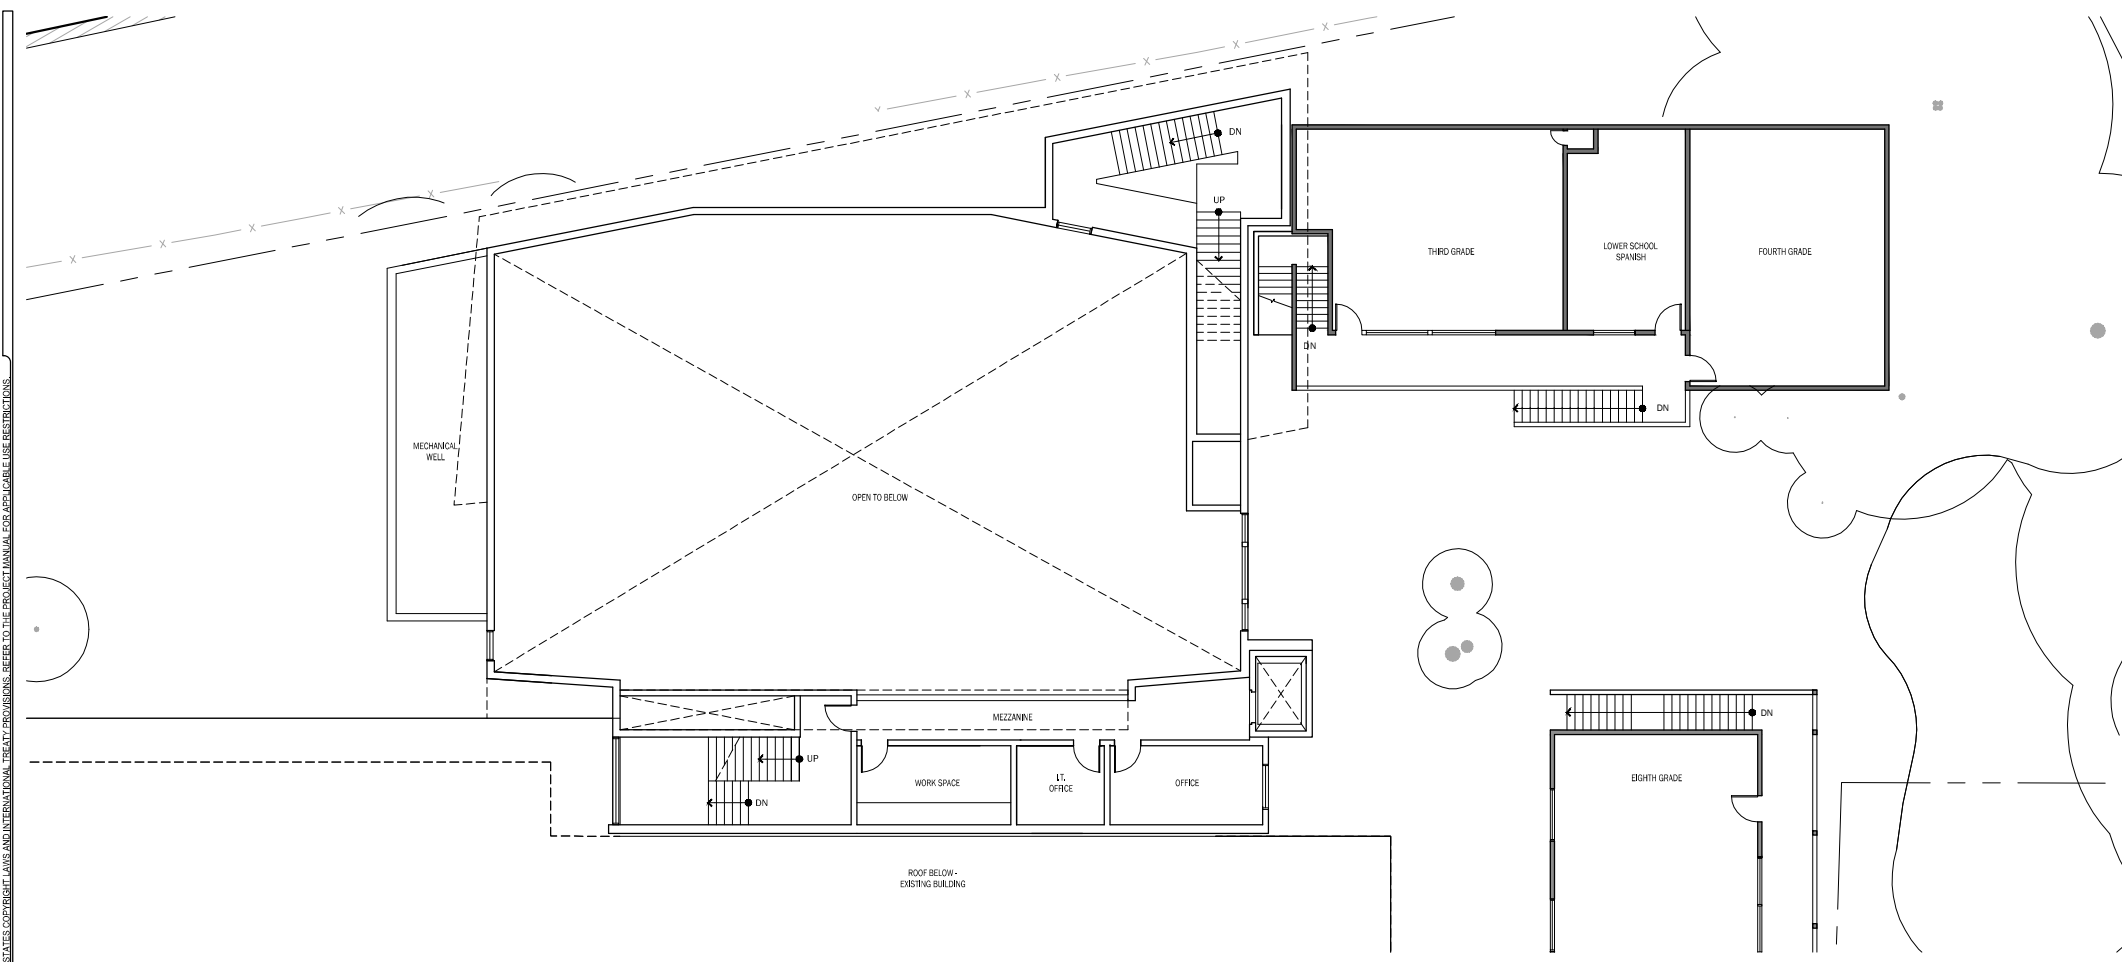 DN
UP
THIRD GRADE
LOWER SCHOOL
SPANISH
FOURTH GRADE
DN
DN
MECHANICAL
WELL
OPEN TO BELOW
MEZZANINE
DN
UP
DN
WORK SPACE
I.T.
OFFICE
OFFICE
EIGHTH GRADE
ROOF BELOW -
EXISTING BUILDING
STATES COPYRIGHT LAWS AND INTERNATIONAL TREATY PROVISIONS. REFER TO THE PROJECT MANUAL FOR APPLICABLE USE RESTRICTIONS.